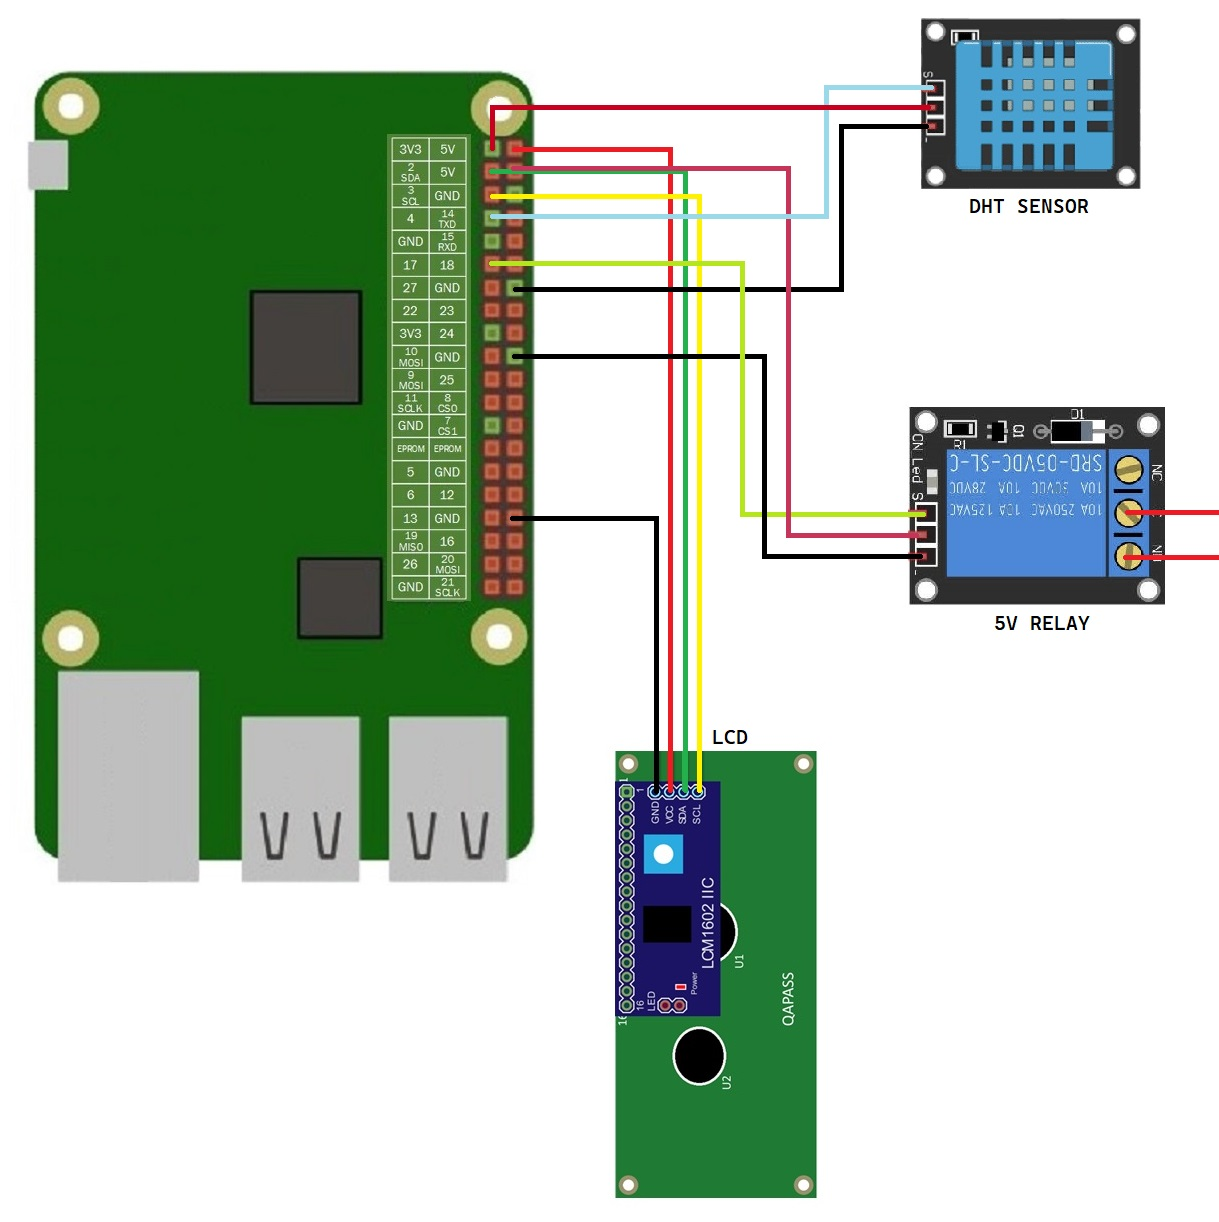 3V3 5V
2 SDA 5V
3 SCL GND
4 14 TXD
GND 15 RXD
17 18
27 GND
22 23
3V3 24
10 MOSI GND
9 MOSI 25
11 SCLK 8 CS0
GND 7 CS1
EPROM EPROM
5 GND
6 12
13 GND
19 MISO 16
26 20 MOSI
GND 21 SCLK
S
-
DHT SENSOR
R1
Q1
D1
CN Led S
-
SRD-05VDC-SL-C
10A 30VDC 10A 28VDC
10A 250VAC 10A 125VAC
NC
5V RELAY
LCD
1
1
GND
VCC
SDA
SCL
LCM1602 IIC
U1
Power
LED
16
16
QAPASS
U2